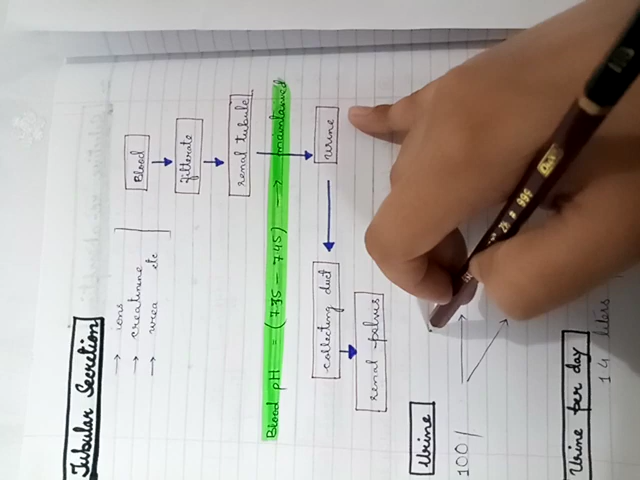 Tubular Secretion
→ ions
→ creatinine
→ urea etc
Blood
filterate
renal tubule
urine
Blood pH = (7.35 – 7.45) → maintained
collecting duct
renal pelvis
Urine
100 /
Urine per day
1.4 liters